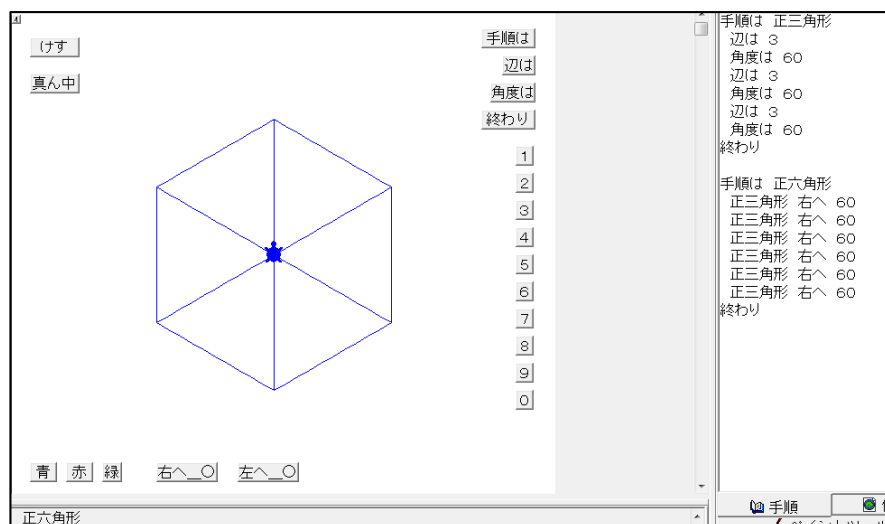 けす
真ん中
手順は
辺は
角度は
終わり
1
2
3
4
5
6
7
8
9
0
青 赤 緑 右へ__○ 左へ__○
正六角形
手順は 正三角形
辺は 3
角度は 60
辺は 3
角度は 60
辺は 3
角度は 60
終わり
手順は 正六角形
正三角形 右へ 60
正三角形 右へ 60
正三角形 右へ 60
正三角形 右へ 60
正三角形 右へ 60
正三角形 右へ 60
終わり
手順